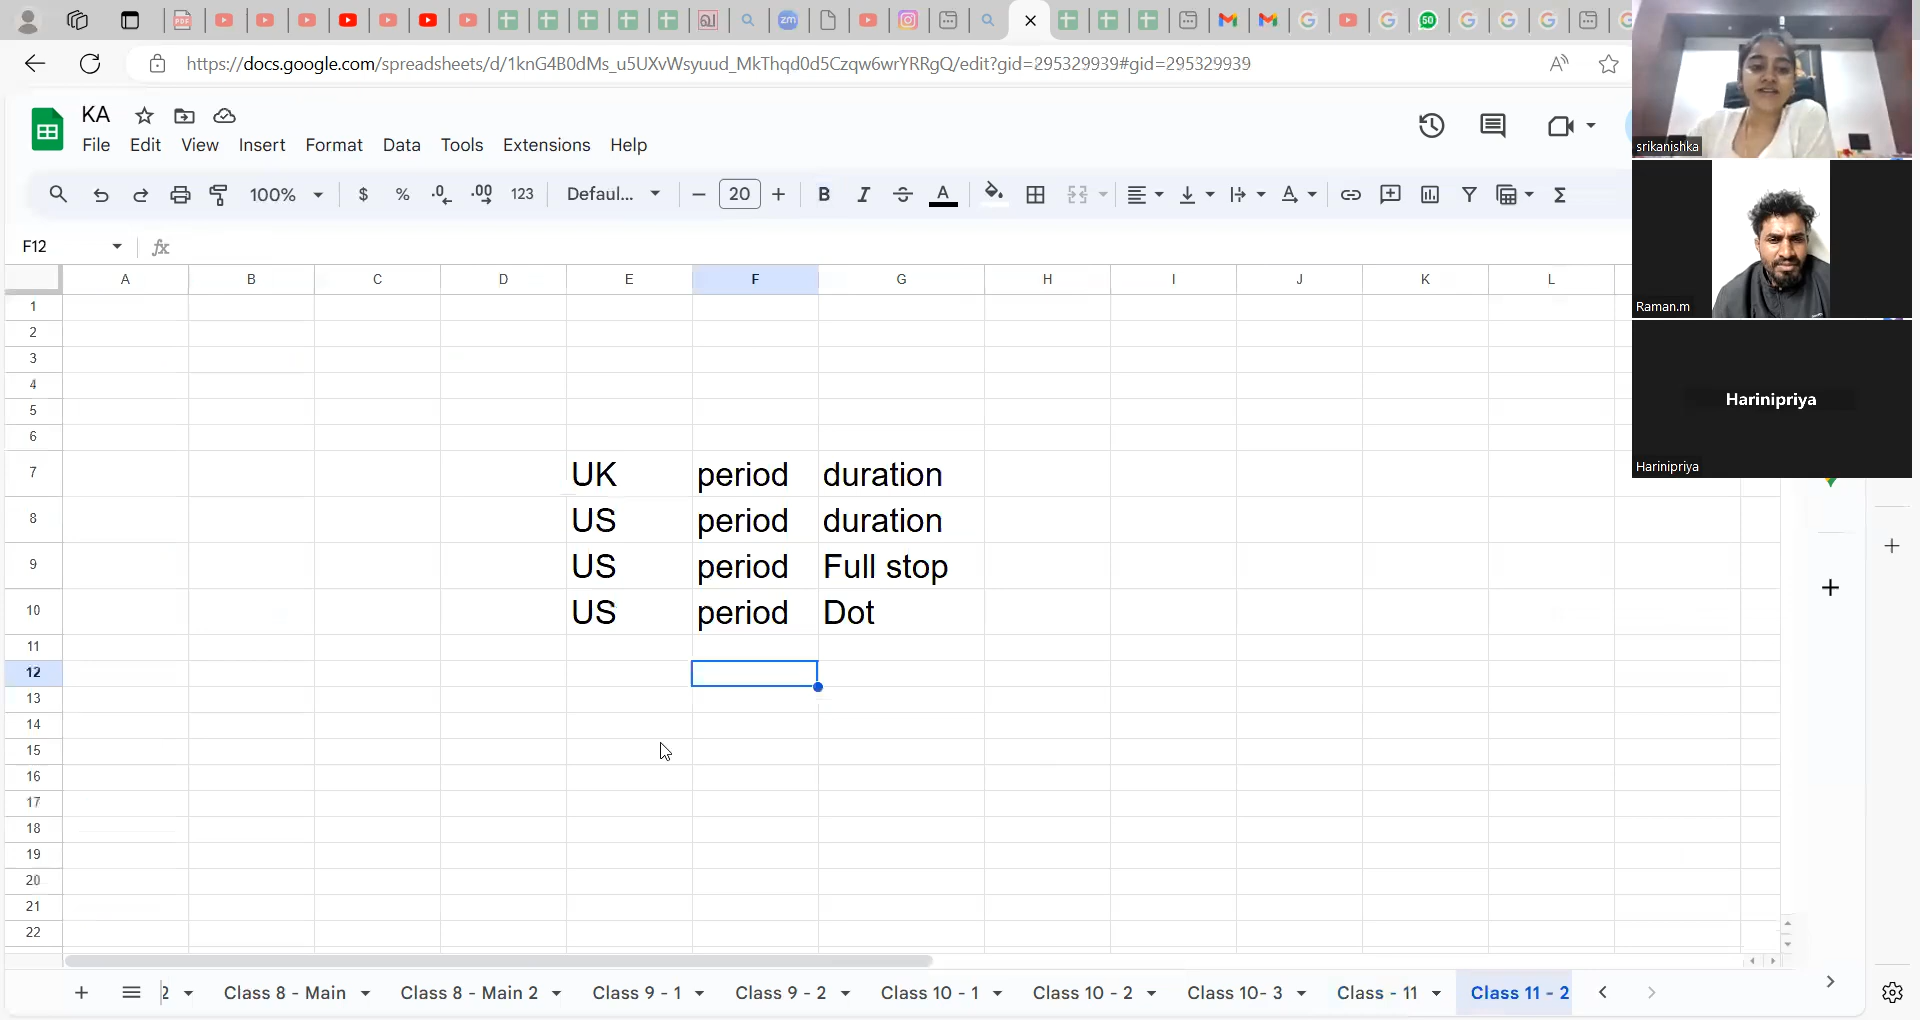 https://docs.google.com/spreadsheets/d/1knG4B0dMs_u5UXvWsyuud_MkThqd0d5Czqw6wrYRRgQ/edit?gid=295329939#gid=295329939
KA
File Edit View Insert Format Data Tools Extensions Help
100% $ % .0 .00 123 Defaul... 20 B I S A
F12 fx
A B C D E F G H I J K L
1
2
3
4
5
6
7 UK period duration
8 US period duration
9 US period Full stop
10 US period Dot
11
12
13
14
15
16
17
18
19
20
21
22
2 Class 8 - Main Class 8 - Main 2 Class 9 - 1 Class 9 - 2 Class 10 - 1 Class 10 - 2 Class 10- 3 Class - 11 Class 11 - 2
srikanishka
Raman.m
Harinipriya
Harinipriya